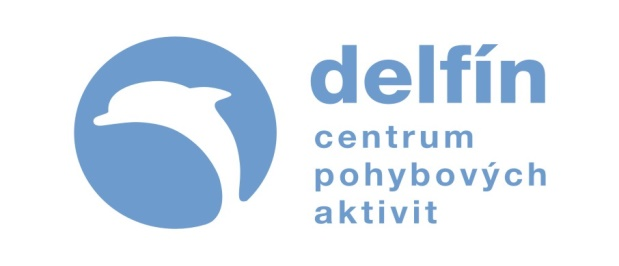 delfín
centrum
pohybových
aktivit